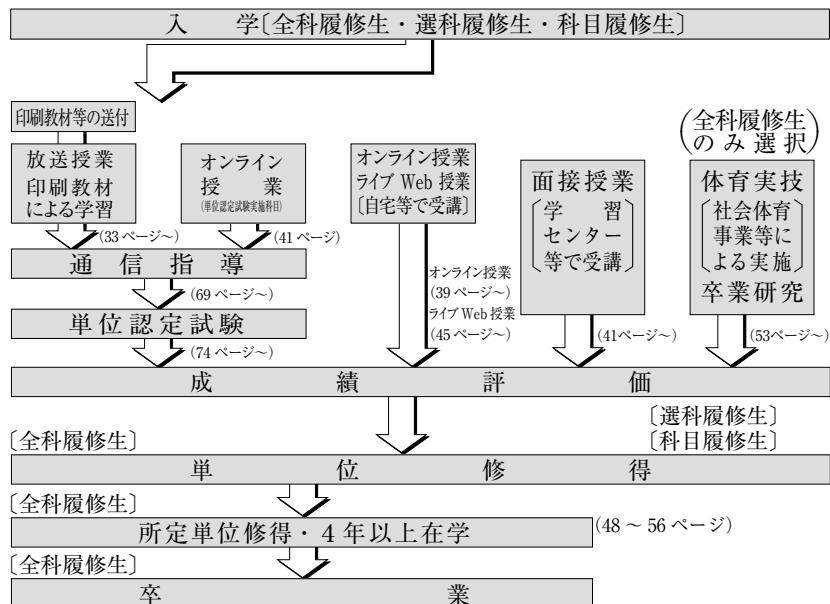 入 学〔全科履修生・選科履修生・科目履修生〕
印刷教材等の送付
放送授業
印刷教材
による学習
オンライン
授業
(単位認定試験実施科目)
オンライン授業
ライブ Web 授業
〔自宅等で受講〕
面接授業
〔学習
センター
等で受講〕
(全科履修生
のみ選択)
体育実技
〔社会体育
事業等に
よる実施〕
卒業研究
(33 ページ〜)
(41 ページ)
通信指導
(69 ページ〜)
単位認定試験
(74 ページ〜)
オンライン授業
(39 ページ〜)
ライブ Web 授業
(45 ページ〜)
(41ページ〜)
(53ページ〜)
成績評価
〔選科履修生〕
〔科目履修生〕
〔全科履修生〕
単位修得
〔全科履修生〕
所定単位修得・4年以上在学
(48 〜 56 ページ)
〔全科履修生〕
卒業